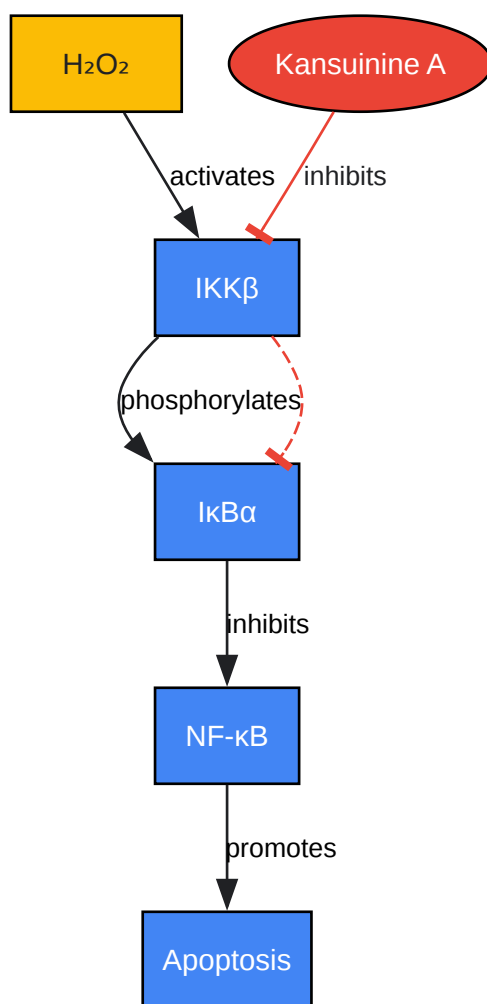 H₂O₂
Kansuinine A
activates
inhibits
IKKβ
phosphorylates
IκBα
inhibits
NF-κB
promotes
Apoptosis